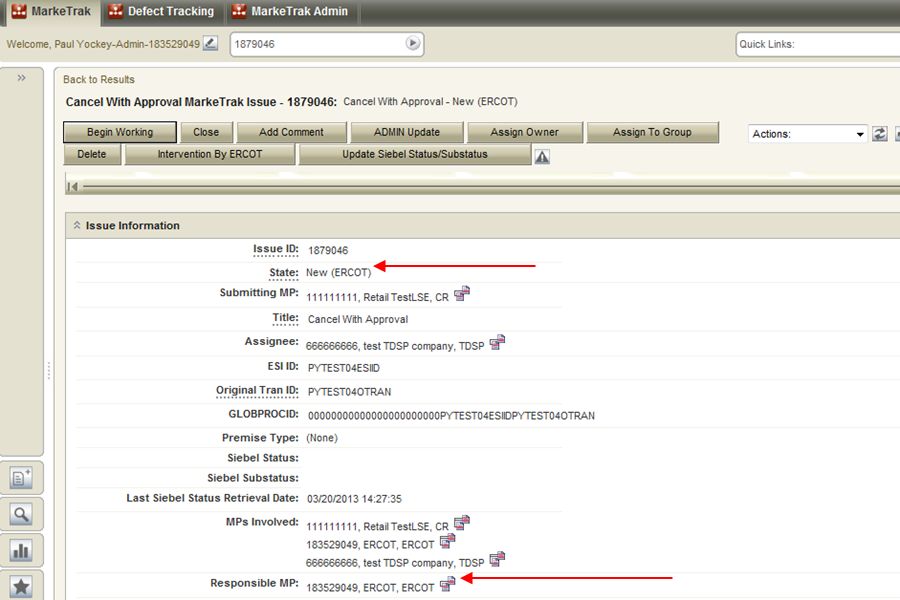 MarkeTrak Defect Tracking MarkeTrak Admin
Welcome, Paul Yockey-Admin-183529049 1879046 Quick Links:
Back to Results
Cancel With Approval MarkeTrak Issue - 1879046: Cancel With Approval - New (ERCOT)
Begin Working Close Add Comment ADMIN Update Assign Owner Assign To Group Actions:
Delete Intervention By ERCOT Update Siebel Status/Substatus
Issue Information
Issue ID: 1879046
State: New (ERCOT)
Submitting MP: 111111111, Retail TestLSE, CR
Title: Cancel With Approval
Assignee: 666666666, test TDSP company, TDSP
ESI ID: PYTEST04ESIID
Original Tran ID: PYTEST04OTRAN
GLOBPROCID: 00000000000000000000000PYTEST04ESIIDPYTEST04OTRAN
Premise Type: (None)
Siebel Status:
Siebel Substatus:
Last Siebel Status Retrieval Date: 03/20/2013 14:27:35
MPs Involved: 111111111, Retail TestLSE, CR
183529049, ERCOT, ERCOT
666666666, test TDSP company, TDSP
Responsible MP: 183529049, ERCOT, ERCOT